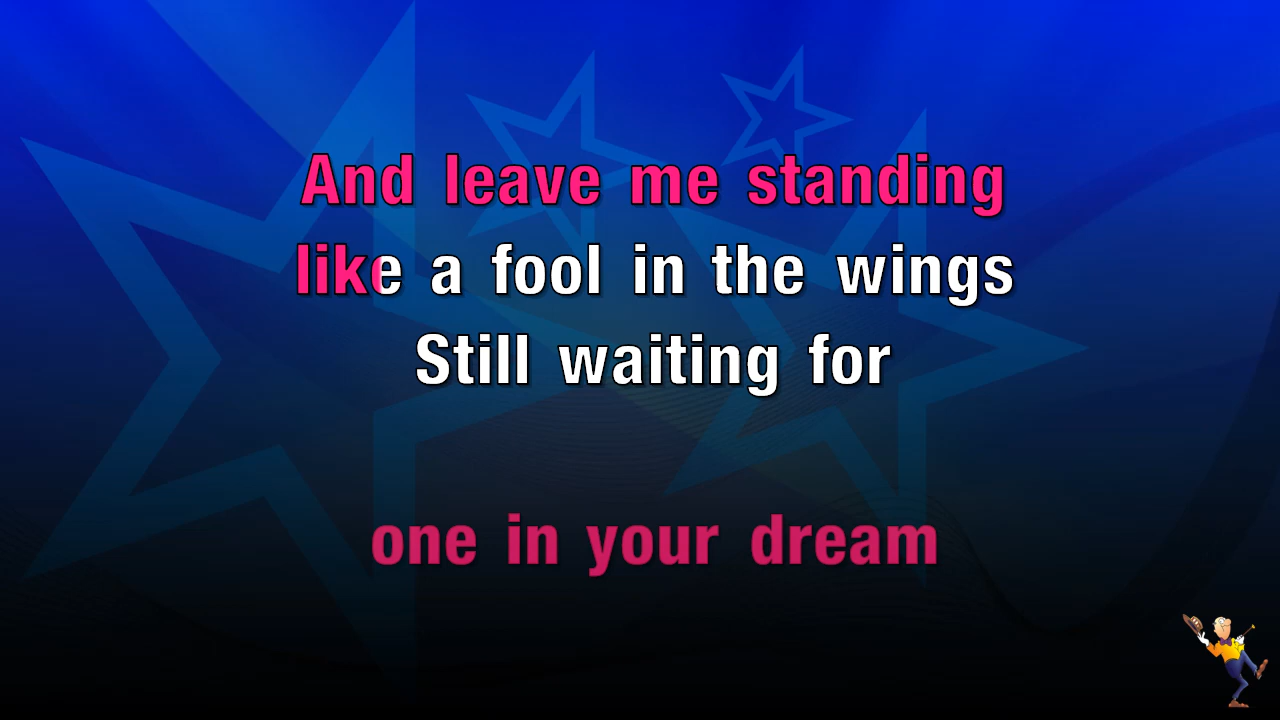 And leave me standing
like a fool in the wings
Still waiting for
one in your dream